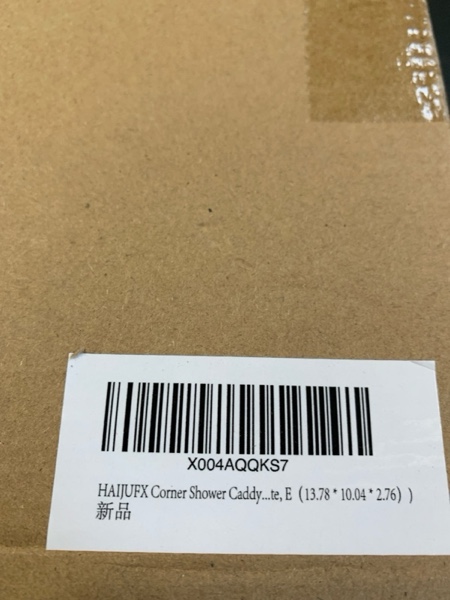 X004AQQKS7
HAIJUFX Corner Shower Caddy...te, E（13.78 * 10.04 * 2.76））
新品